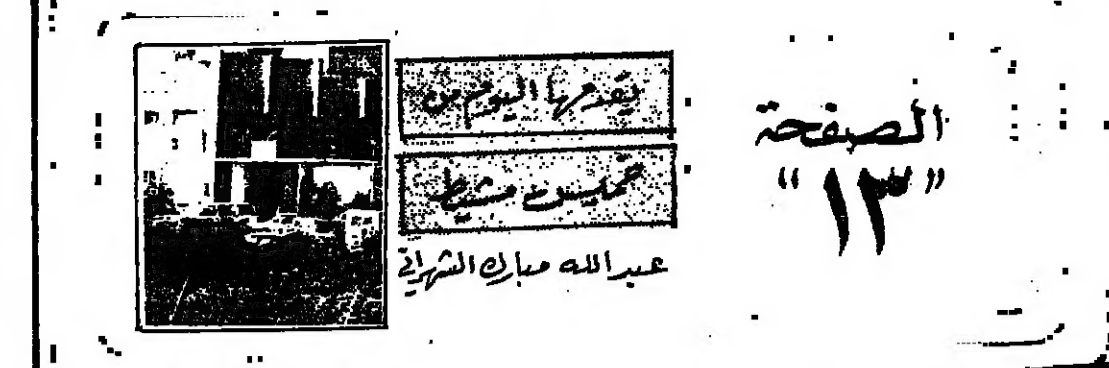 الصفحة
"١٣"
يقدمها اليوم من
خميس مشيط
عبدالله مبارك الشهراني